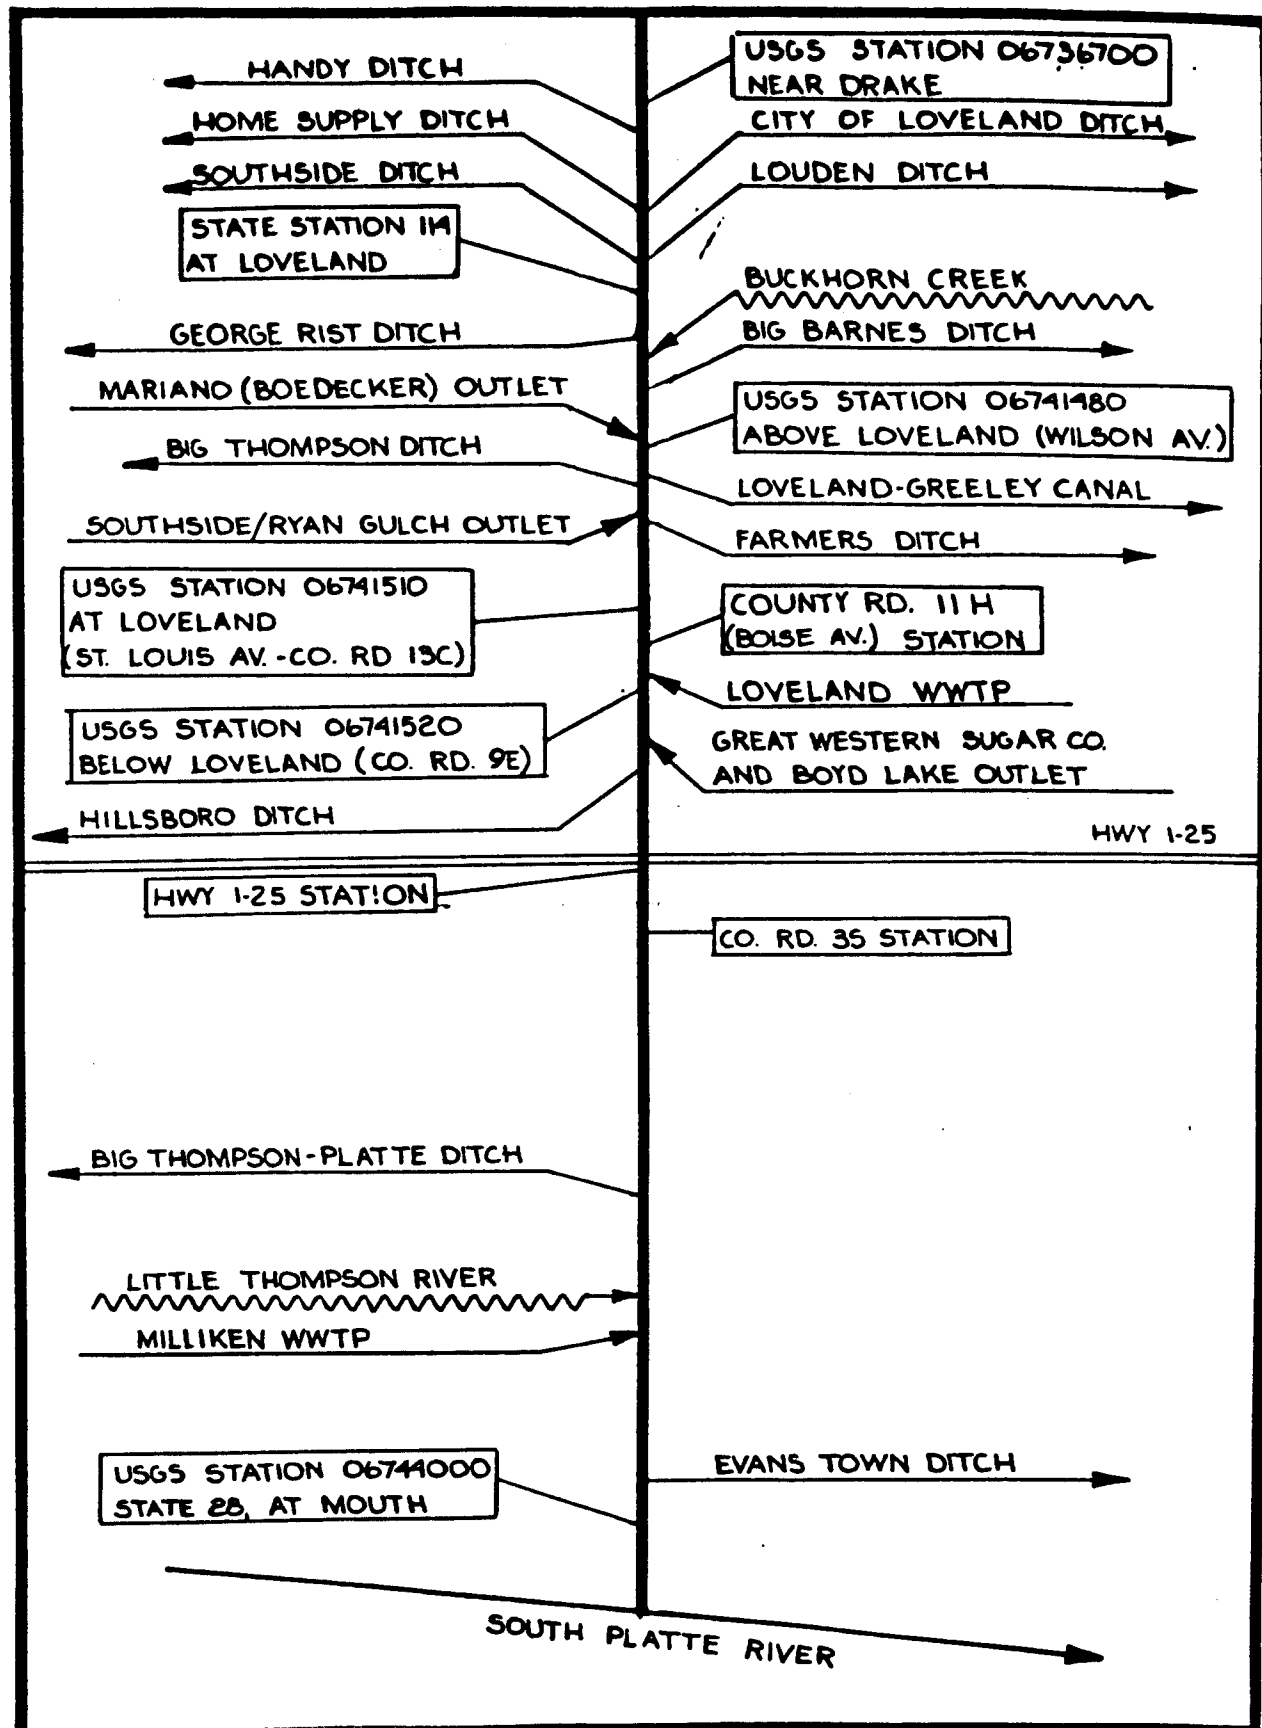 HANDY DITCH
USGS STATION 06736700
NEAR DRAKE
HOME SUPPLY DITCH
CITY OF LOVELAND DITCH
SOUTHSIDE DITCH
LOUDEN DITCH
STATE STATION 114
AT LOVELAND
BUCKHORN CREEK
GEORGE RIST DITCH
BIG BARNES DITCH
MARIANO (BOEDECKER) OUTLET
USGS STATION 06741480
ABOVE LOVELAND (WILSON AV.)
BIG THOMPSON DITCH
LOVELAND-GREELEY CANAL
SOUTHSIDE/RYAN GULCH OUTLET
FARMERS DITCH
USGS STATION 06741510
AT LOVELAND
(ST. LOUIS AV. - CO. RD 13C)
COUNTY RD. 11 H
(BOISE AV.) STATION
LOVELAND WWTP
USGS STATION 06741520
BELOW LOVELAND (CO. RD. 9E)
GREAT WESTERN SUGAR CO.
AND BOYD LAKE OUTLET
HILLSBORO DITCH
HWY I-25
HWY I-25 STATION
CO. RD. 35 STATION
BIG THOMPSON-PLATTE DITCH
LITTLE THOMPSON RIVER
MILLIKEN WWTP
USGS STATION 06744000
STATE 28, AT MOUTH
EVANS TOWN DITCH
SOUTH PLATTE RIVER